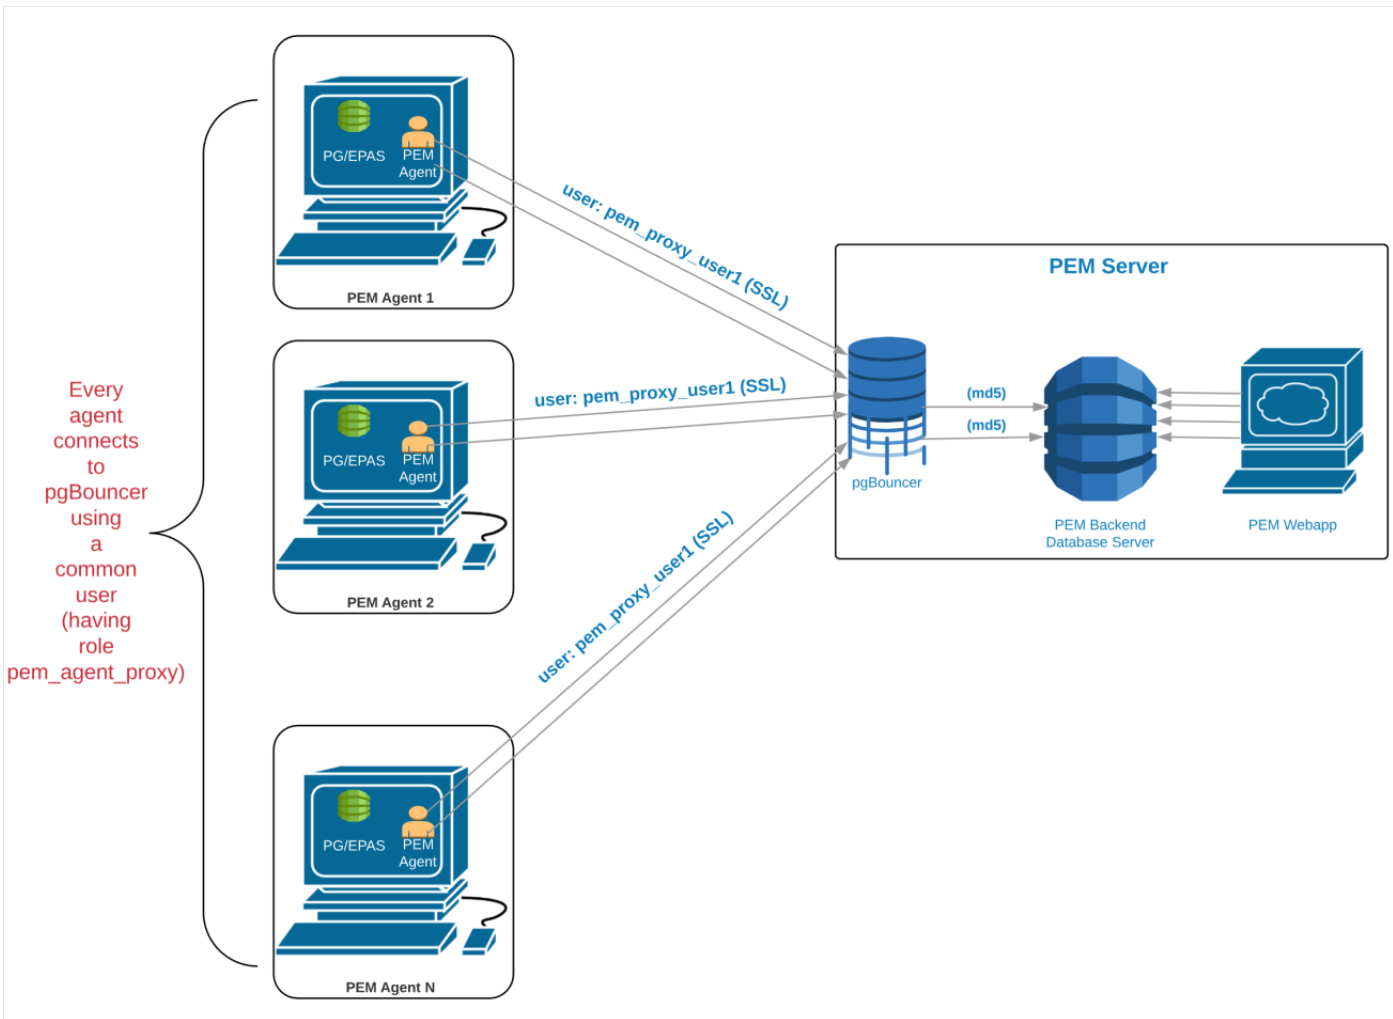 Every
agent
connects
to
pgBouncer
using
a
common
user
(having
role
pem_agent_proxy)
PG/EPAS
PEM
Agent
PEM Agent 1
user: pem_proxy_user1 (SSL)
PG/EPAS
PEM
Agent
PEM Agent 2
user: pem_proxy_user1 (SSL)
PG/EPAS
PEM
Agent
PEM Agent N
user: pem_proxy_user1 (SSL)
PEM Server
pgBouncer
(md5)
(md5)
PEM Backend
Database Server
PEM Webapp